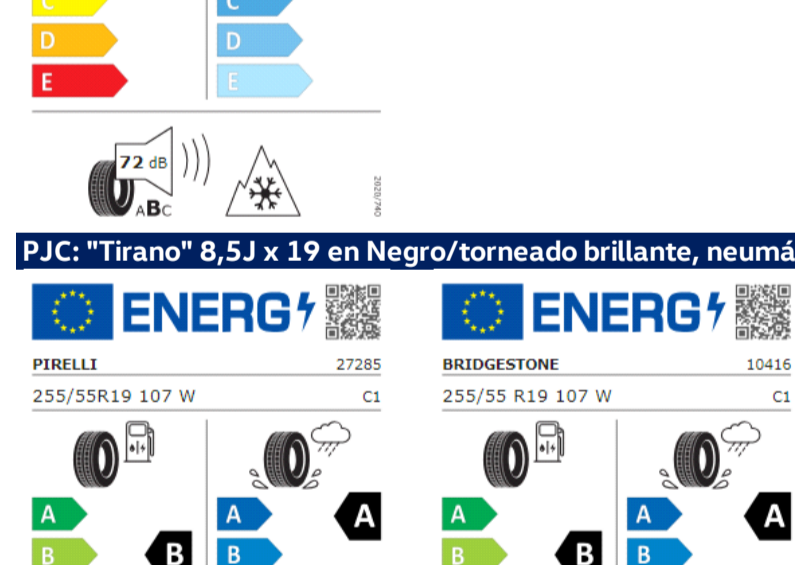 C
C
D
D
E
E
72 dB
ABC
2020/740
PJC: "Tirano" 8,5J x 19 en Negro/torneado brillante, neumá
ENERG
ENERG
PIRELLI 27285
BRIDGESTONE 10416
255/55R19 107 W C1
255/55 R19 107 W C1
A
A
A
A
A
A
B
B
B
B
B
B